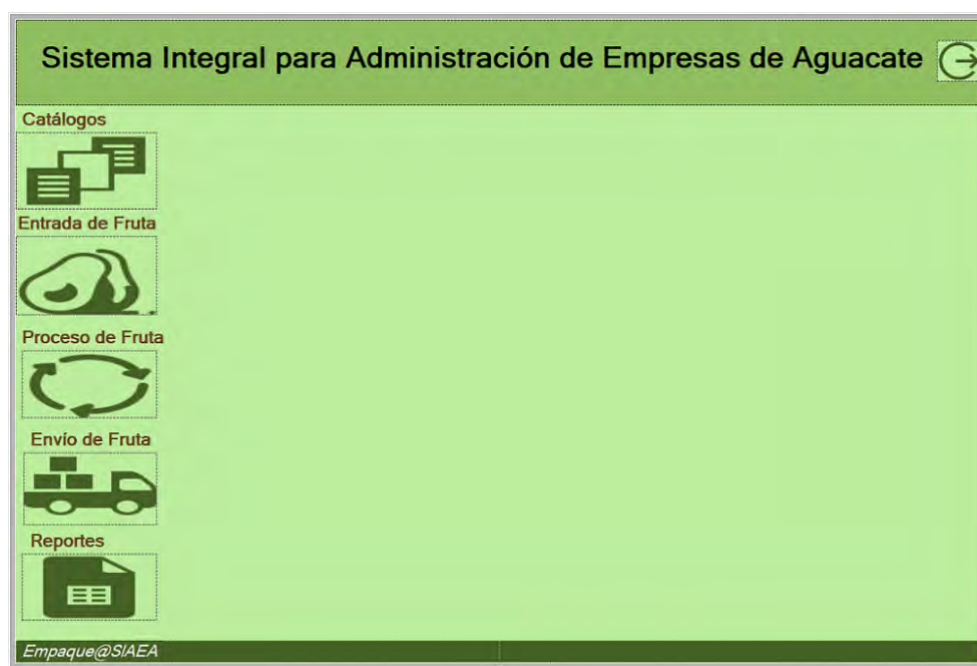 Sistema Integral para Administración de Empresas de Aguacate
Catálogos
Entrada de Fruta
Proceso de Fruta
Envío de Fruta
Reportes
Empaque@SIAEA